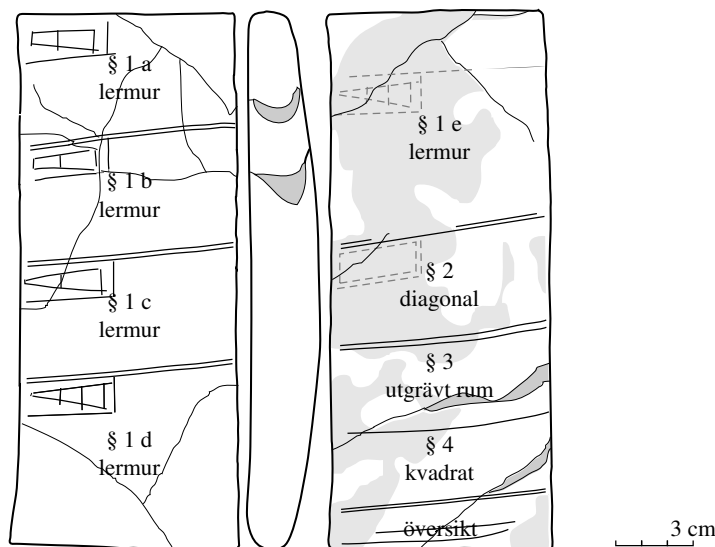 § 1 a
lermur
§ 1 b
lermur
§ 1 c
lermur
§ 1 d
lermur
§ 1 e
lermur
§ 2
diagonal
§ 3
utgrävt rum
§ 4
kvadrat
översikt
3 cm